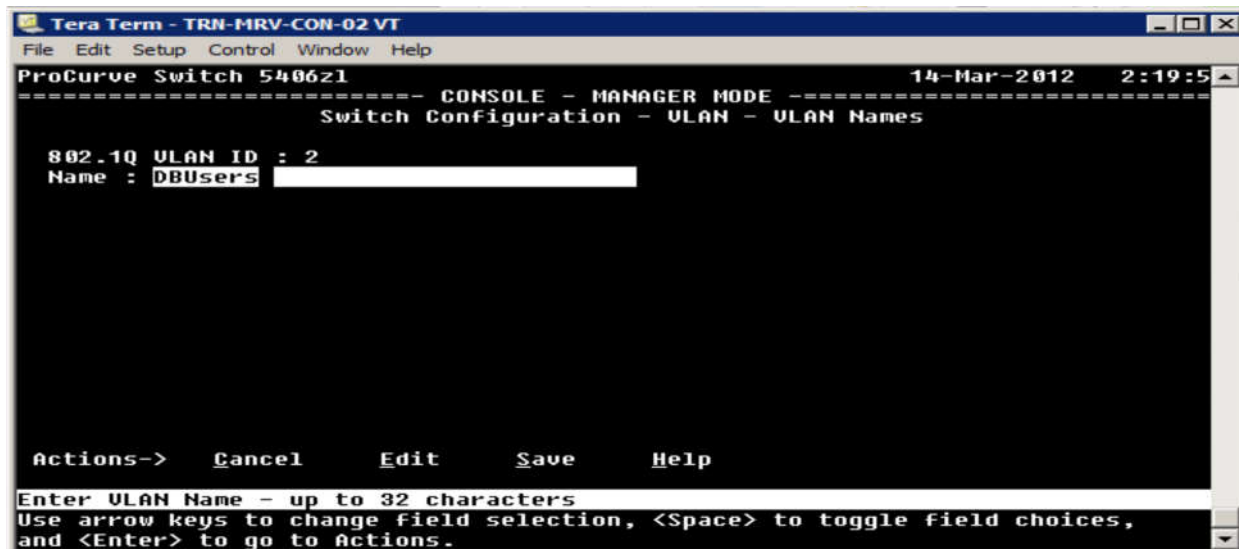 Tera Term - TRN-MRV-CON-02 VT
File Edit Setup Control Window Help
ProCurve Switch 5406zl 14-Mar-2012 2:19:5
==========================- CONSOLE - MANAGER MODE -============================
Switch Configuration - VLAN - VLAN Names
802.1Q VLAN ID : 2
Name : DBUsers
Actions-> Cancel Edit Save Help
Enter VLAN Name - up to 32 characters
Use arrow keys to change field selection, <Space> to toggle field choices,
and <Enter> to go to Actions.